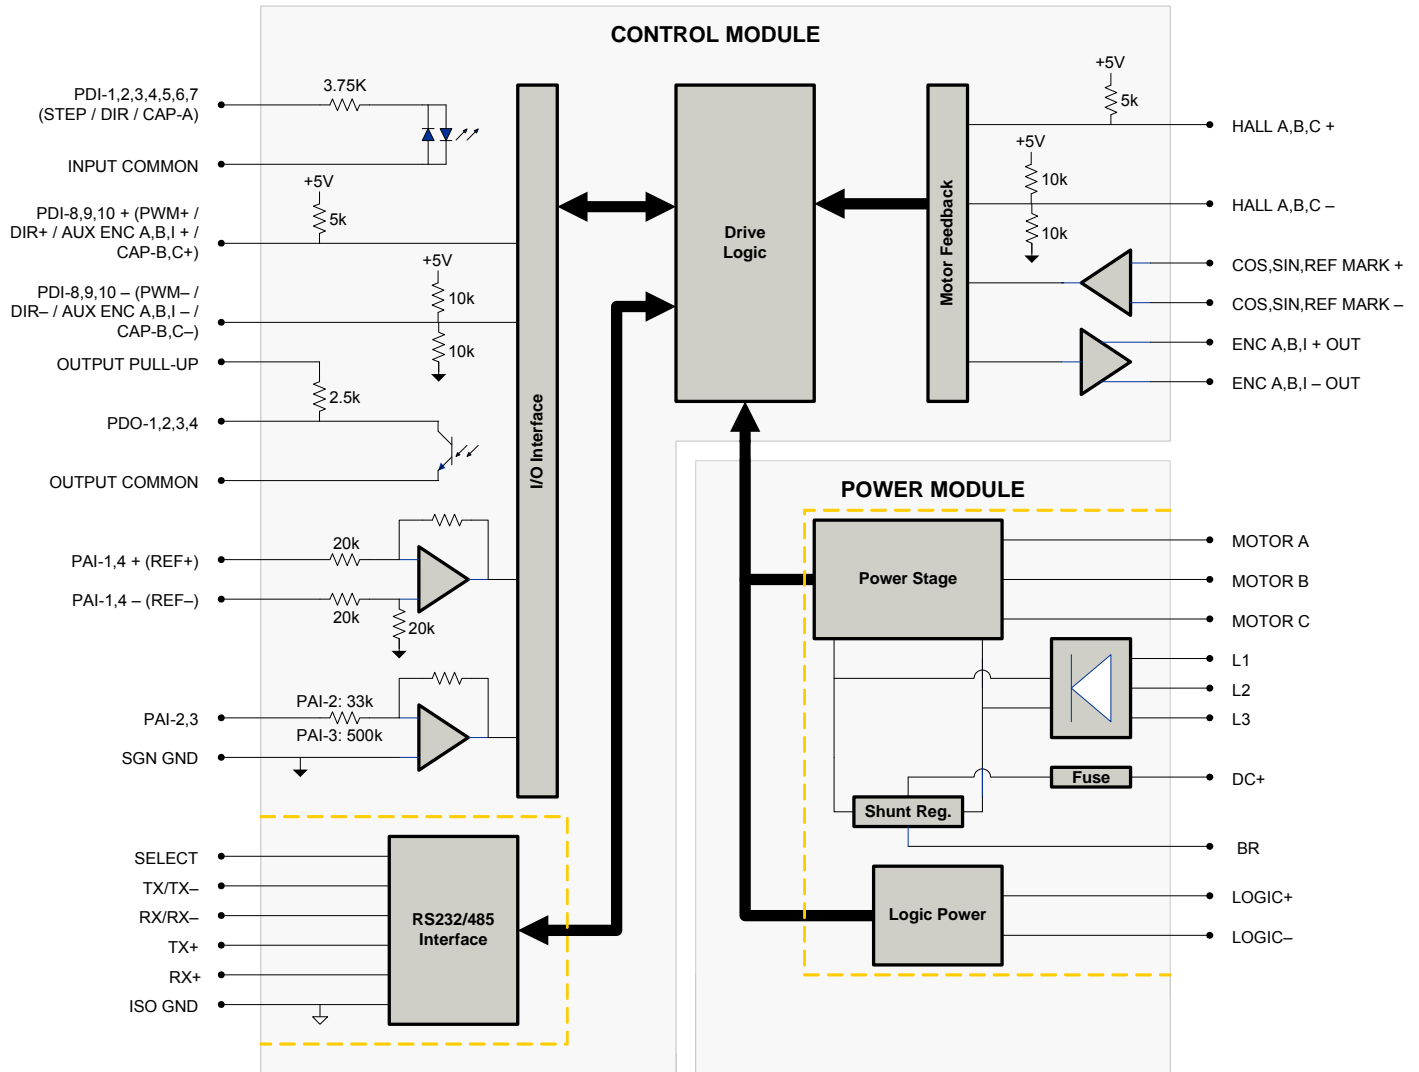 CONTROL MODULE
PDI-1,2,3,4,5,6,7
(STEP / DIR / CAP-A)
3.75K
INPUT COMMON
+5V
5k
PDI-8,9,10 + (PWM+ /
DIR+ / AUX ENC A,B,I + /
CAP-B,C+)
+5V
10k
10k
PDI-8,9,10 – (PWM– /
DIR– / AUX ENC A,B,I – /
CAP-B,C–)
OUTPUT PULL-UP
2.5k
PDO-1,2,3,4
OUTPUT COMMON
PAI-1,4 + (REF+)
20k
PAI-1,4 – (REF–)
20k
20k
PAI-2,3
PAI-2: 33k
PAI-3: 500k
SGN GND
I/O Interface
Drive
Logic
Motor Feedback
+5V
5k
HALL A,B,C +
+5V
10k
10k
HALL A,B,C –
COS,SIN,REF MARK +
COS,SIN,REF MARK –
ENC A,B,I + OUT
ENC A,B,I – OUT
SELECT
TX/TX–
RX/RX–
TX+
RX+
ISO GND
RS232/485
Interface
POWER MODULE
Power Stage
MOTOR A
MOTOR B
MOTOR C
L1
L2
L3
Fuse
DC+
Shunt Reg.
BR
Logic Power
LOGIC+
LOGIC–